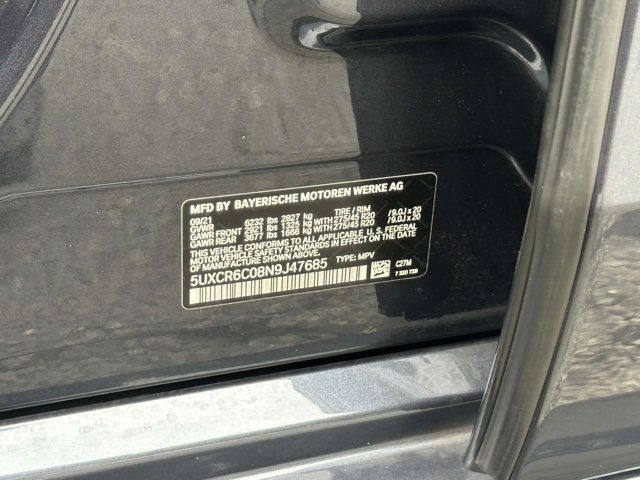 MFD BY BAYERISCHE MOTOREN WERKE AG
09/21 TIRE / RIM
GVWR 6232 lbs 2827 kg
GAWR FRONT 2921 lbs 1325 kg WITH 275/45 R20 /9.0J x 20
GAWR REAR 3677 lbs 1668 kg WITH 275/45 R20 /9.0J x 20
THIS VEHICLE CONFORMS TO ALL APPLICABLE U.S. FEDERAL
MOTOR VEHICLE SAFETY STANDARDS IN EFFECT ON THE DATE OF
MANUFACTURE SHOWN ABOVE.
5UXCR6C08N9J47685 TYPE: MPV
C27M
7 320 729